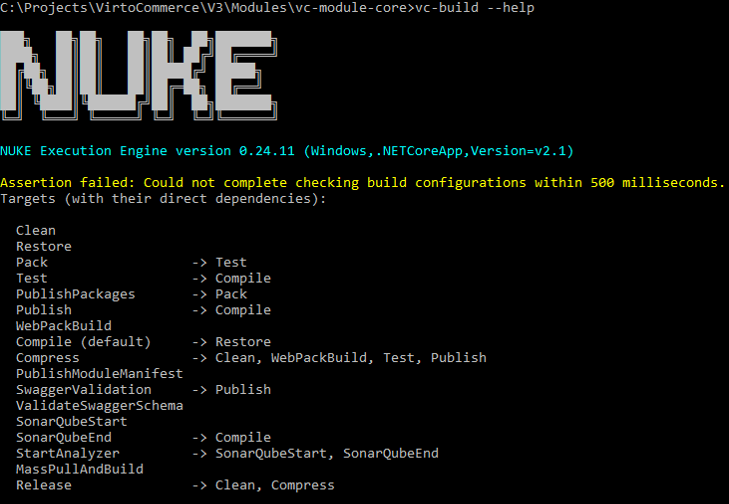 C:\Projects\VirtoCommerce\V3\Modules\vc-module-core>vc-build --help
NUKE
NUKE Execution Engine version 0.24.11 (Windows,.NETCoreApp,Version=v2.1)
Assertion failed: Could not complete checking build configurations within 500 milliseconds.
Targets (with their direct dependencies):
Clean
Restore
Pack -> Test
Test -> Compile
PublishPackages -> Pack
Publish -> Compile
WebPackBuild
Compile (default) -> Restore
Compress -> Clean, WebPackBuild, Test, Publish
PublishModuleManifest
SwaggerValidation -> Publish
ValidateSwaggerSchema
SonarQubeStart
SonarQubeEnd -> Compile
StartAnalyzer -> SonarQubeStart, SonarQubeEnd
MassPullAndBuild
Release -> Clean, Compress